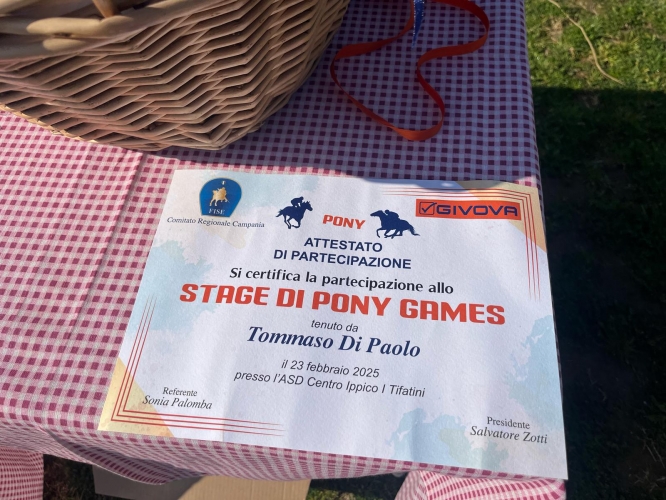 FISE
Comitato Regionale Campania
PONY
GIVOVA
ATTESTATO
DI PARTECIPAZIONE
Si certifica la partecipazione allo
STAGE DI PONY GAMES
tenuto da
Tommaso Di Paolo
il 23 febbraio 2025
presso l'ASD Centro Ippico I Tifatini
Referente
Sonia Palomba
Presidente
Salvatore Zotti